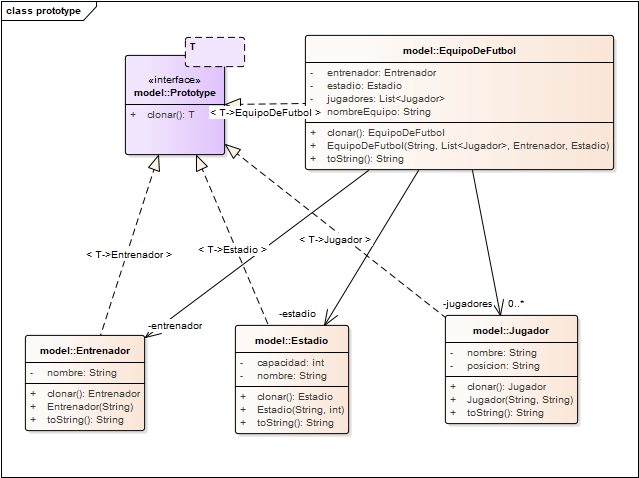 class prototype
T
«interface»
model::Prototype
+ clonar(): T
model::EquipoDeFutbol
- entrenador: Entrenador
- estadio: Estadio
- jugadores: List<Jugador>
- nombreEquipo: String
+ clonar(): EquipoDeFutbol
+ EquipoDeFutbol(String, List<Jugador>, Entrenador, Estadio)
+ toString(): String
< T->EquipoDeFutbol >
< T->Entrenador >
< T->Estadio >
< T->Jugador >
-entrenador
-estadio
-jugadores 0..*
model::Entrenador
- nombre: String
+ clonar(): Entrenador
+ Entrenador(String)
+ toString(): String
model::Estadio
- capacidad: int
- nombre: String
+ clonar(): Estadio
+ Estadio(String, int)
+ toString(): String
model::Jugador
- nombre: String
- posicion: String
+ clonar(): Jugador
+ Jugador(String, String)
+ toString(): String